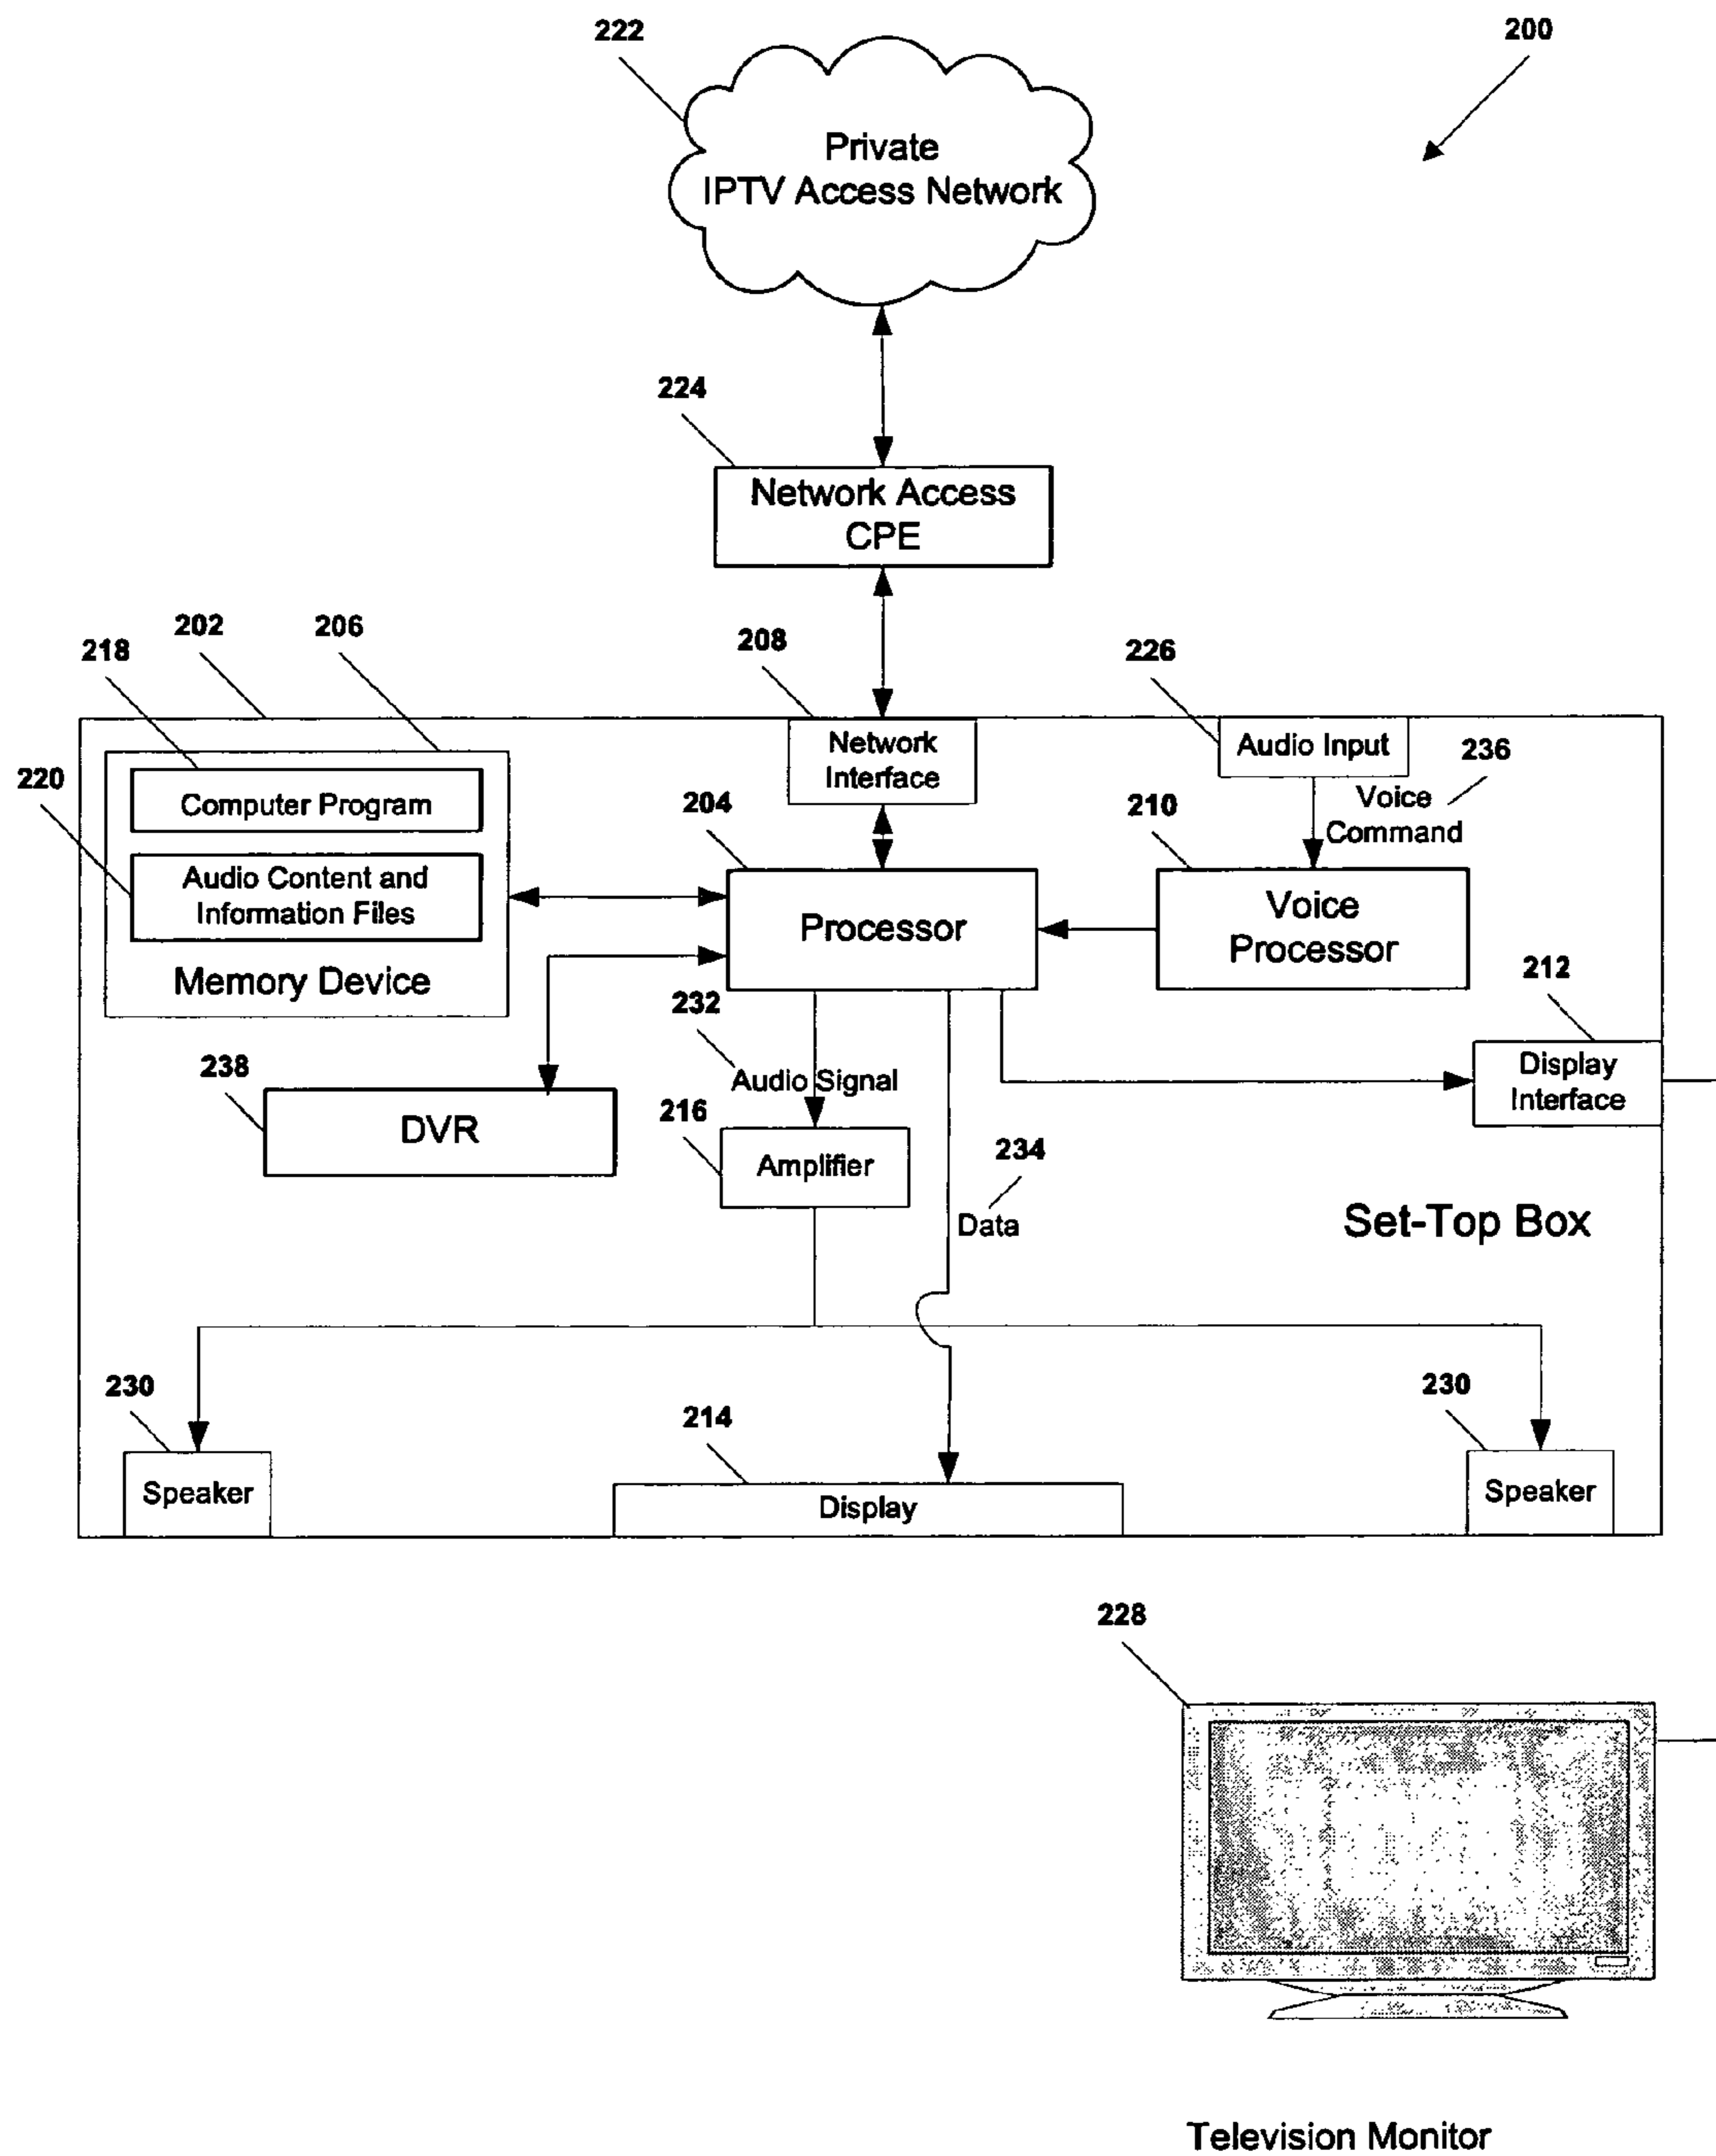 222
200
Private
IPTV Access Network
224
Network Access
CPE
202
206
218
208
226
220
Computer Program
Audio Content and
Information Files
Memory Device
Network
Interface
Audio Input
236
Voice
Command
204
210
Processor
Voice
Processor
212
Display
Interface
232
Audio Signal
238
DVR
216
Amplifier
234
Data
Set-Top Box
230
Speaker
214
Display
230
Speaker
228
Television Monitor